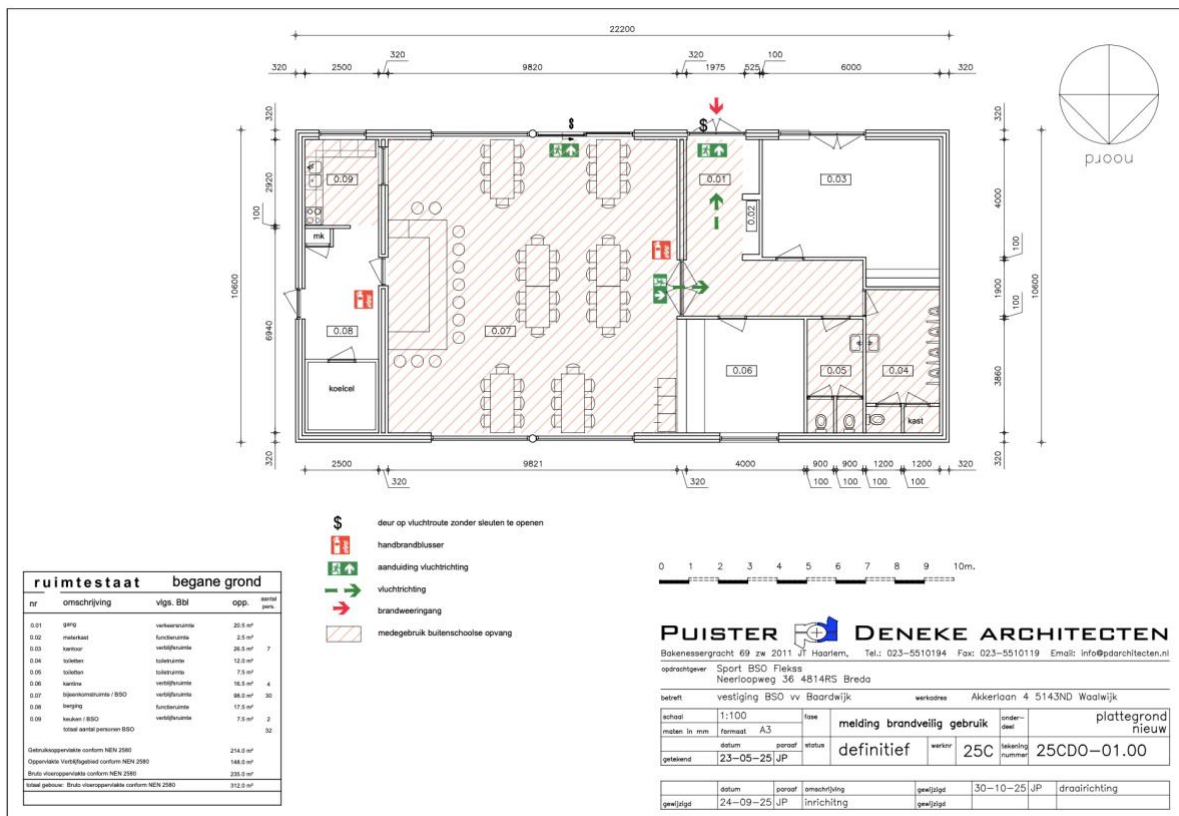 22200
320 320 100
320 2500 9820 1975 525 6000 320
320
2920
100
10600
6940
320
320
4000
100
1900
100
10600
3860
320
noord
$
$
0.09
0.01
0.02
0.03
mk
0.08
0.07
0.06
0.05
0.04
koelcel
kast
2500 9821 4000 900 900 1200 1200 320
320 320 100 100 100 100
$ deur op vluchtroute zonder sleuten te openen
handbrandblusser
aanduiding vluchtrichting
vluchtrichting
brandweeringang
medegebruik buitenschoolse opvang
ruimtestaat begane grond
nr omschrijving vlgs. Bbl opp. aantal pers.
0.01 gang verkeersruimte 20.5 m²
0.02 meterkast functieruimte 2.5 m²
0.03 kantoor verblijfsruimte 26.5 m² 7
0.04 toiletten toiletruimte 12.0 m²
0.05 toiletten toiletruimte 7.5 m²
0.06 kantine verblijfsruimte 16.5 m² 4
0.07 bijeenkomstruimte / BSO verblijfsruimte 98.0 m² 30
0.08 berging functieruimte 17.5 m²
0.09 keuken / BSO verblijfsruimte 7.5 m² 2
totaal aantal personen BSO 32
Gebruiksoppervlakte conform NEN 2580 214.0 m²
Oppervlakte Verblijfsgebied conform NEN 2580 148.0 m²
Bruto vloeroppervlakte conform NEN 2580 235.0 m²
totaal gebouw: Bruto vloeroppervlakte conform NEN 2580 312.0 m²
0 1 2 3 4 5 6 7 8 9 10m.
PUISTER pd DENEKE ARCHITECTEN
Bakenessergracht 69 zw 2011 JT Haarlem, Tel.: 023-5510194 Fax: 023-5510119 Email: info@pdarchitecten.nl
opdrachtgever Sport BSO Flekss
Neerloopweg 36 4814RS Breda
betreft vestiging BSO vv Baardwijk werkadres Akkerlaan 4 5143ND Waalwijk
schaal 1:100 fase melding brandveilig gebruik onder-deel plattegrond nieuw
maten in mm formaat A3
datum paraaf status definitief werknr 25C tekening nummer 25CDO-01.00
getekend 23-05-25 JP
datum paraaf omschrijving gewijzigd 30-10-25 JP draairichting
gewijzigd 24-09-25 JP inrichitng